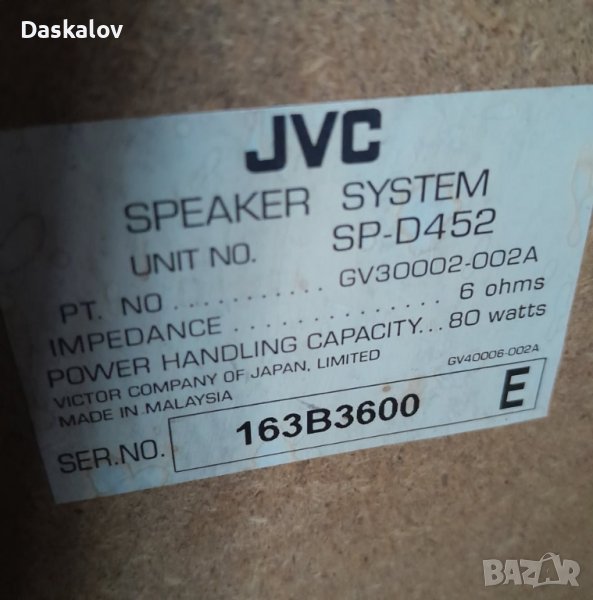 Daskalov
JVC
SPEAKER SYSTEM
UNIT NO. SP-D452
PT. NO ........... GV30002-002A
IMPEDANCE ................ 6 ohms
POWER HANDLING CAPACITY... 80 watts
VICTOR COMPANY OF JAPAN, LIMITED GV40006-002A
MADE IN MALAYSIA
SER.NO. 163B3600 E
BAZAR